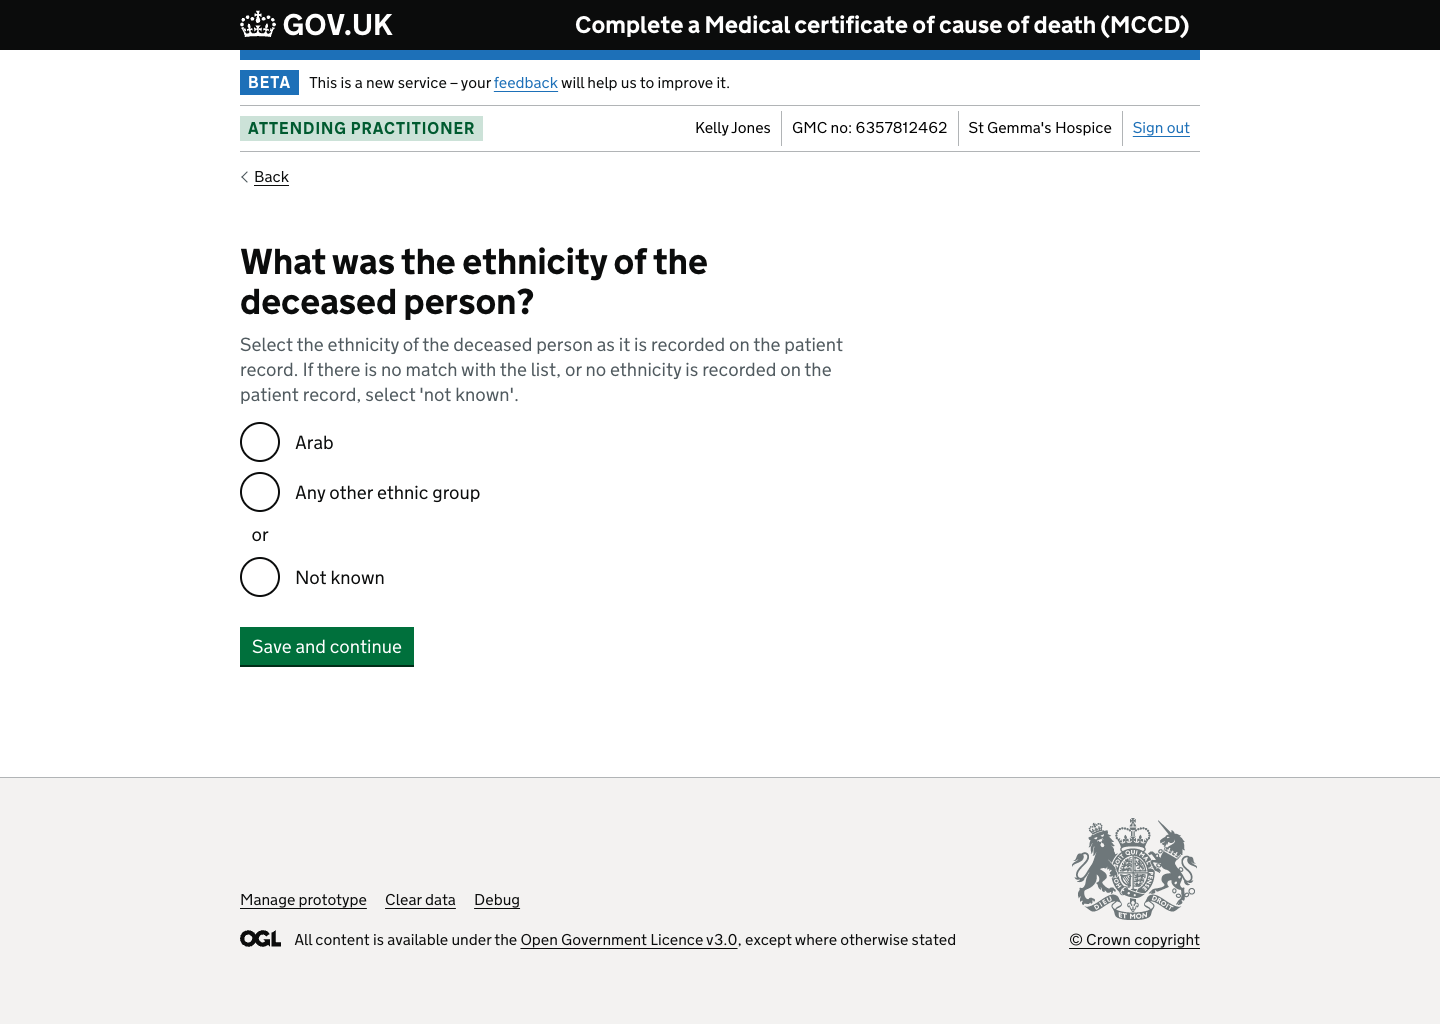 GOV.UK
Complete a Medical certificate of cause of death (MCCD)
BETA This is a new service – your feedback will help us to improve it.
ATTENDING PRACTITIONER Kelly Jones GMC no: 6357812462 St Gemma's Hospice Sign out
Back
What was the ethnicity of the
deceased person?
Select the ethnicity of the deceased person as it is recorded on the patient
record. If there is no match with the list, or no ethnicity is recorded on the
patient record, select 'not known'.
Arab
Any other ethnic group
or
Not known
Save and continue
Manage prototype Clear data Debug
OGL All content is available under the Open Government Licence v3.0, except where otherwise stated
DIEU ET MON DROIT
© Crown copyright